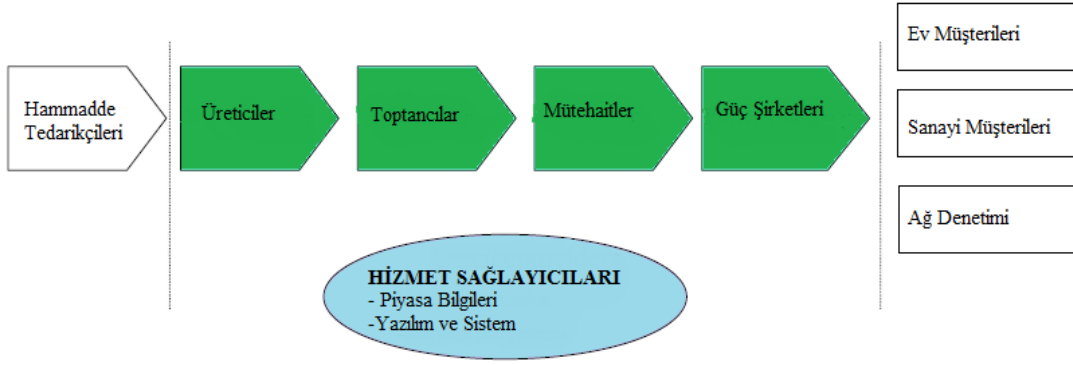 Hammadde
Tedarikçileri
Üreticiler
Toptancılar
Mütehaitler
Güç Şirketleri
Ev Müşterileri
Sanayi Müşterileri
Ağ Denetimi
HİZMET SAĞLAYICILARI
- Piyasa Bilgileri
-Yazılım ve Sistem